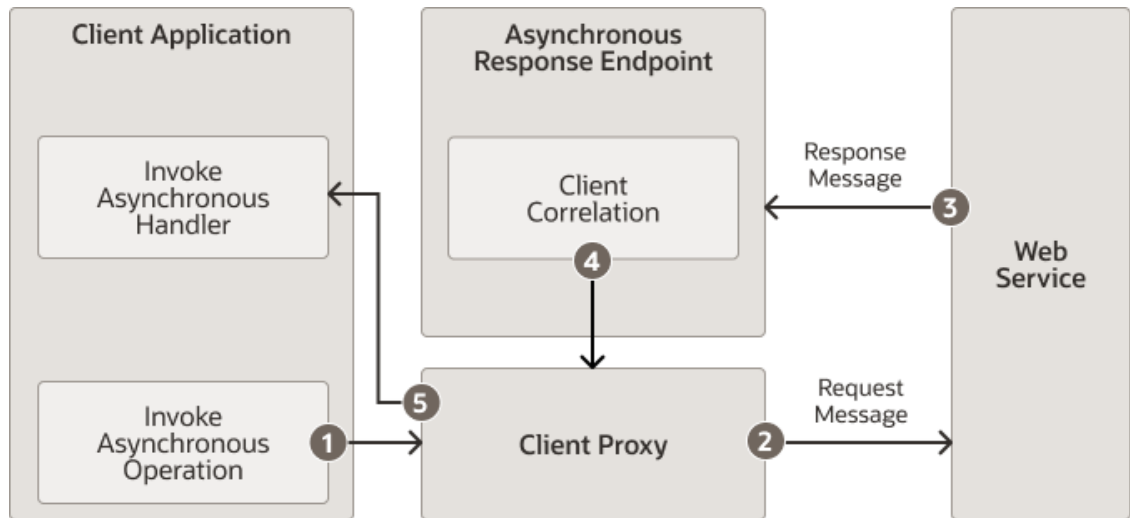 Client Application
Invoke
Asynchronous
Handler
Invoke
Asynchronous
Operation
1
Asynchronous
Response Endpoint
Client
Correlation
4
5
Client Proxy
2
Response
Message
3
Request
Message
Web
Service